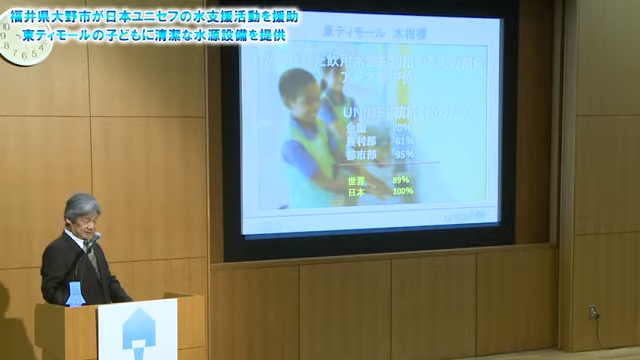 福井県大野市が日本ユニセフの水支援活動を援助
東ティモールの子どもに清潔な水源設備を提供
東ティモール 水指標
全国 70%
農村部 61%
都市部 95%
世界 89%
日本 100%